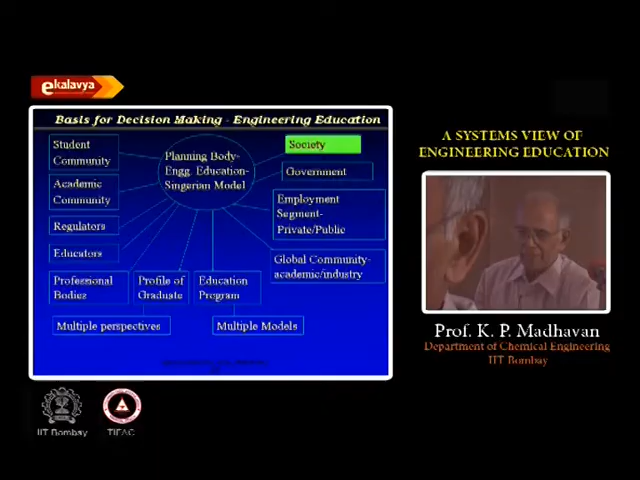 ekalavya
Basis for Decision Making - Engineering Education
Student
Community
Academic
Community
Regulators
Educators
Professional
Bodiez
Profile of
Graduate
Education
Program
Multiple perspectives
Multiple Models
Planning Body-
Engg. Education-
Singerian Model
Society
Government
Employment
Segment-
Private/Public
Global Community-
academic/industry
A SYSTEMS VIEW OF
ENGINEERING EDUCATION
Prof. K. P. Madhavan
Department of Chemical Engineering
IIT Bombay
IIT Bombay
TIFAC